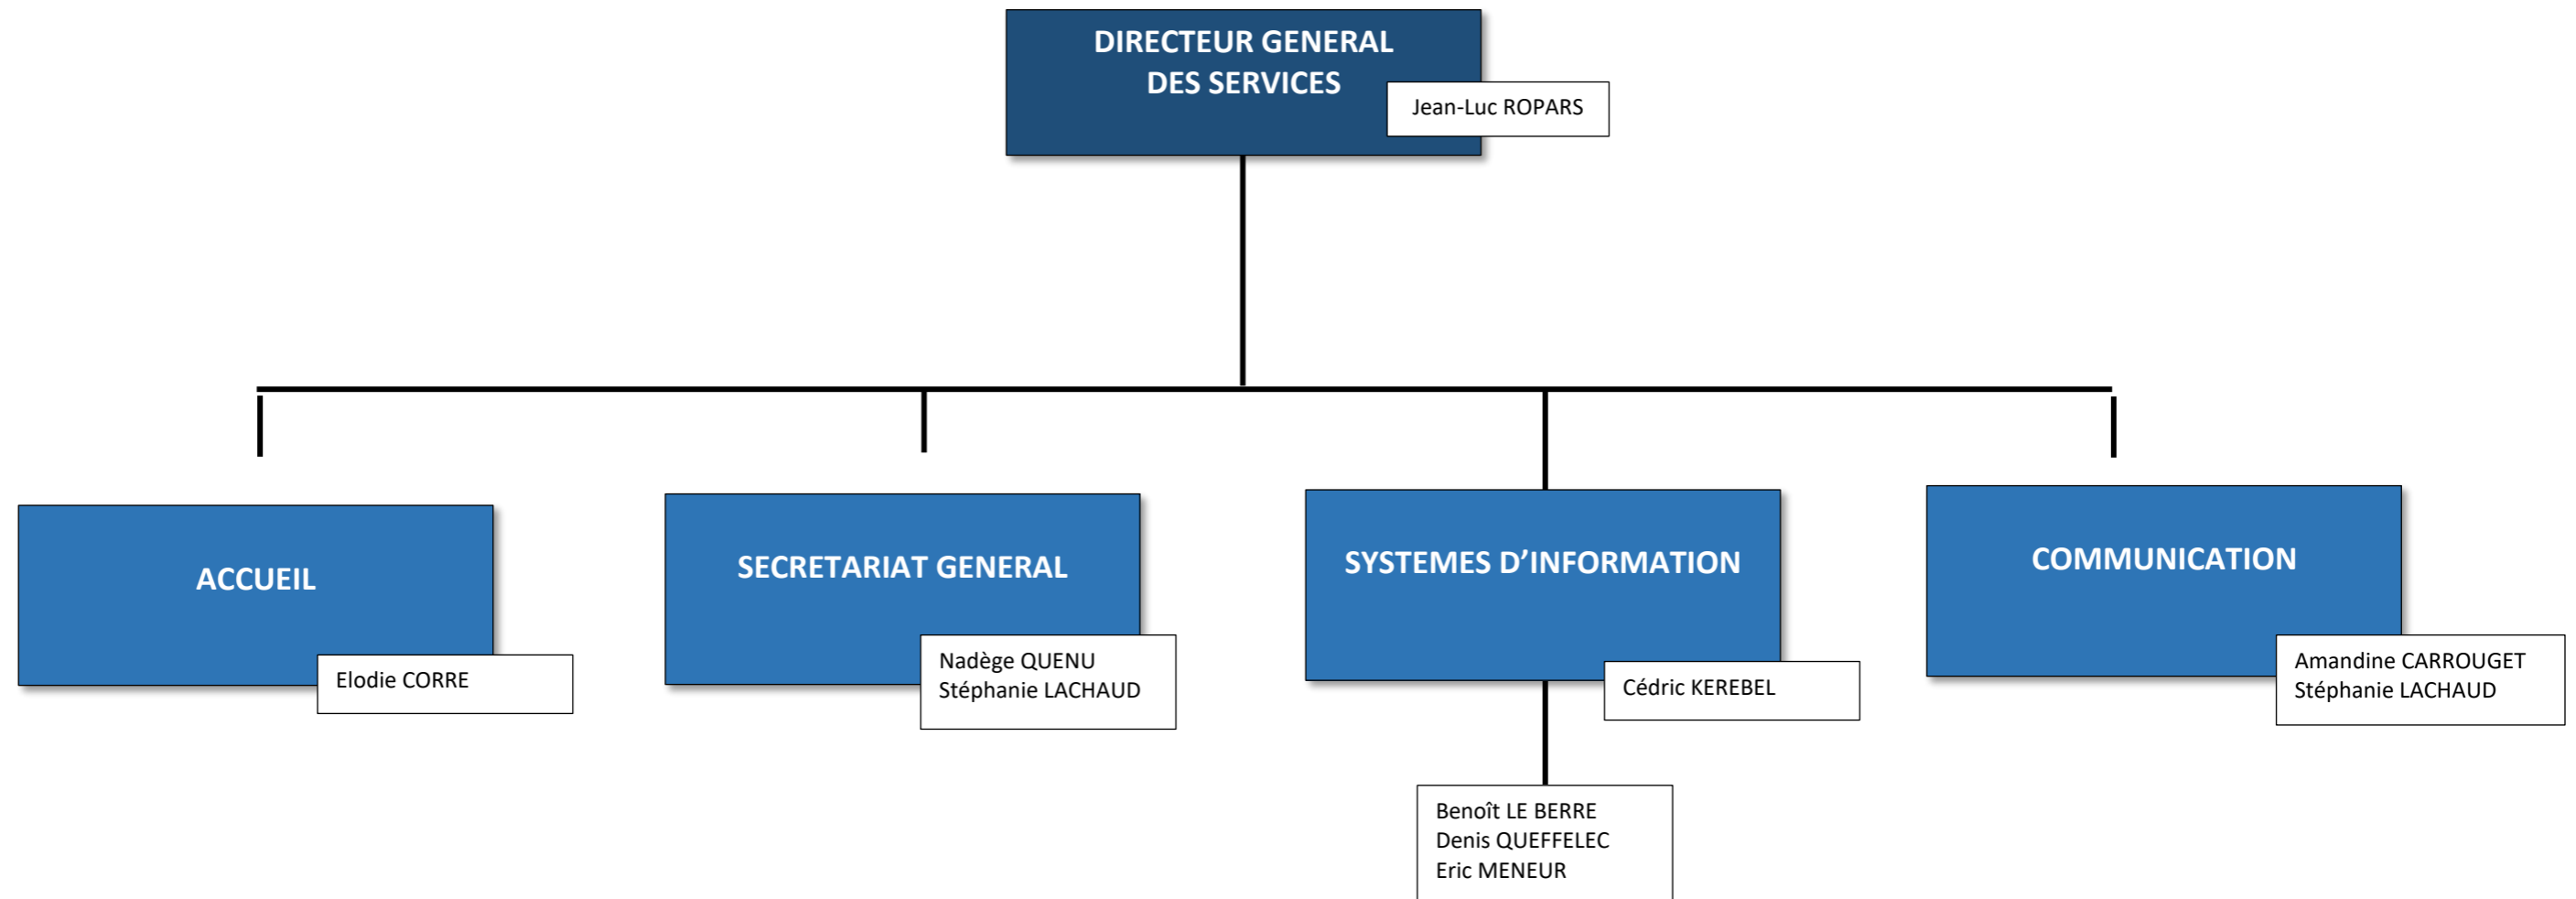 DIRECTEUR GENERAL
DES SERVICES
Jean-Luc ROPARS
ACCUEIL
Elodie CORRE
SECRETARIAT GENERAL
Nadège QUENU
Stéphanie LACHAUD
SYSTEMES D’INFORMATION
Cédric KEREBEL
Benoît LE BERRE
Denis QUEFFELEC
Eric MENEUR
COMMUNICATION
Amandine CARROUGET
Stéphanie LACHAUD